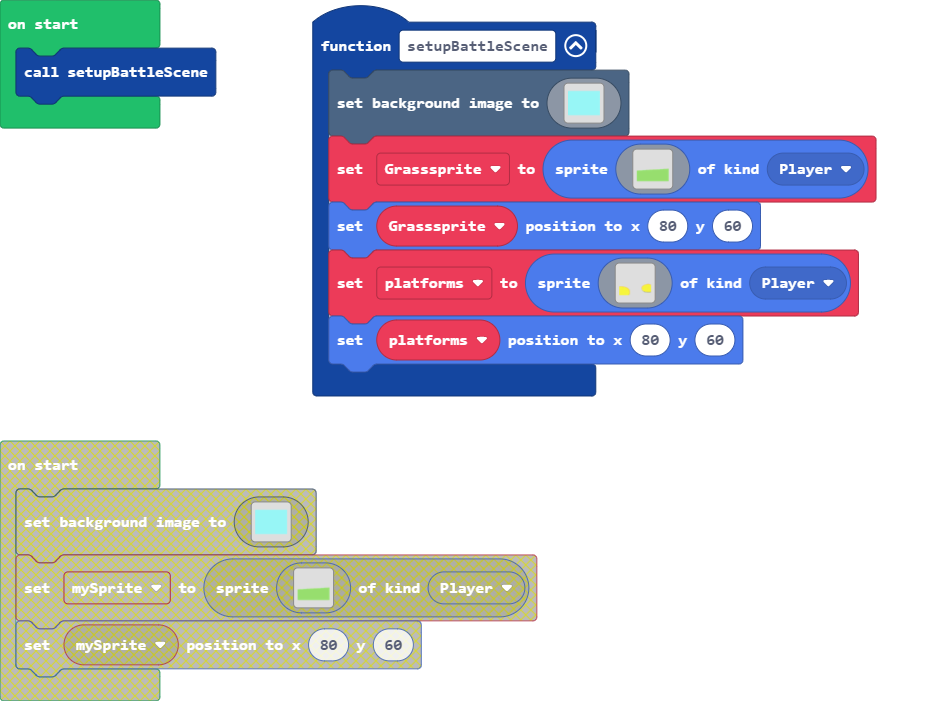 on start
call setupBattleScene
function setupBattleScene
set background image to
set Grasssprite to sprite of kind Player
set Grasssprite position to x 80 y 60
set platforms to sprite of kind Player
set platforms position to x 80 y 60
on start
set background image to
set mySprite to sprite of kind Player
set mySprite position to x 80 y 60